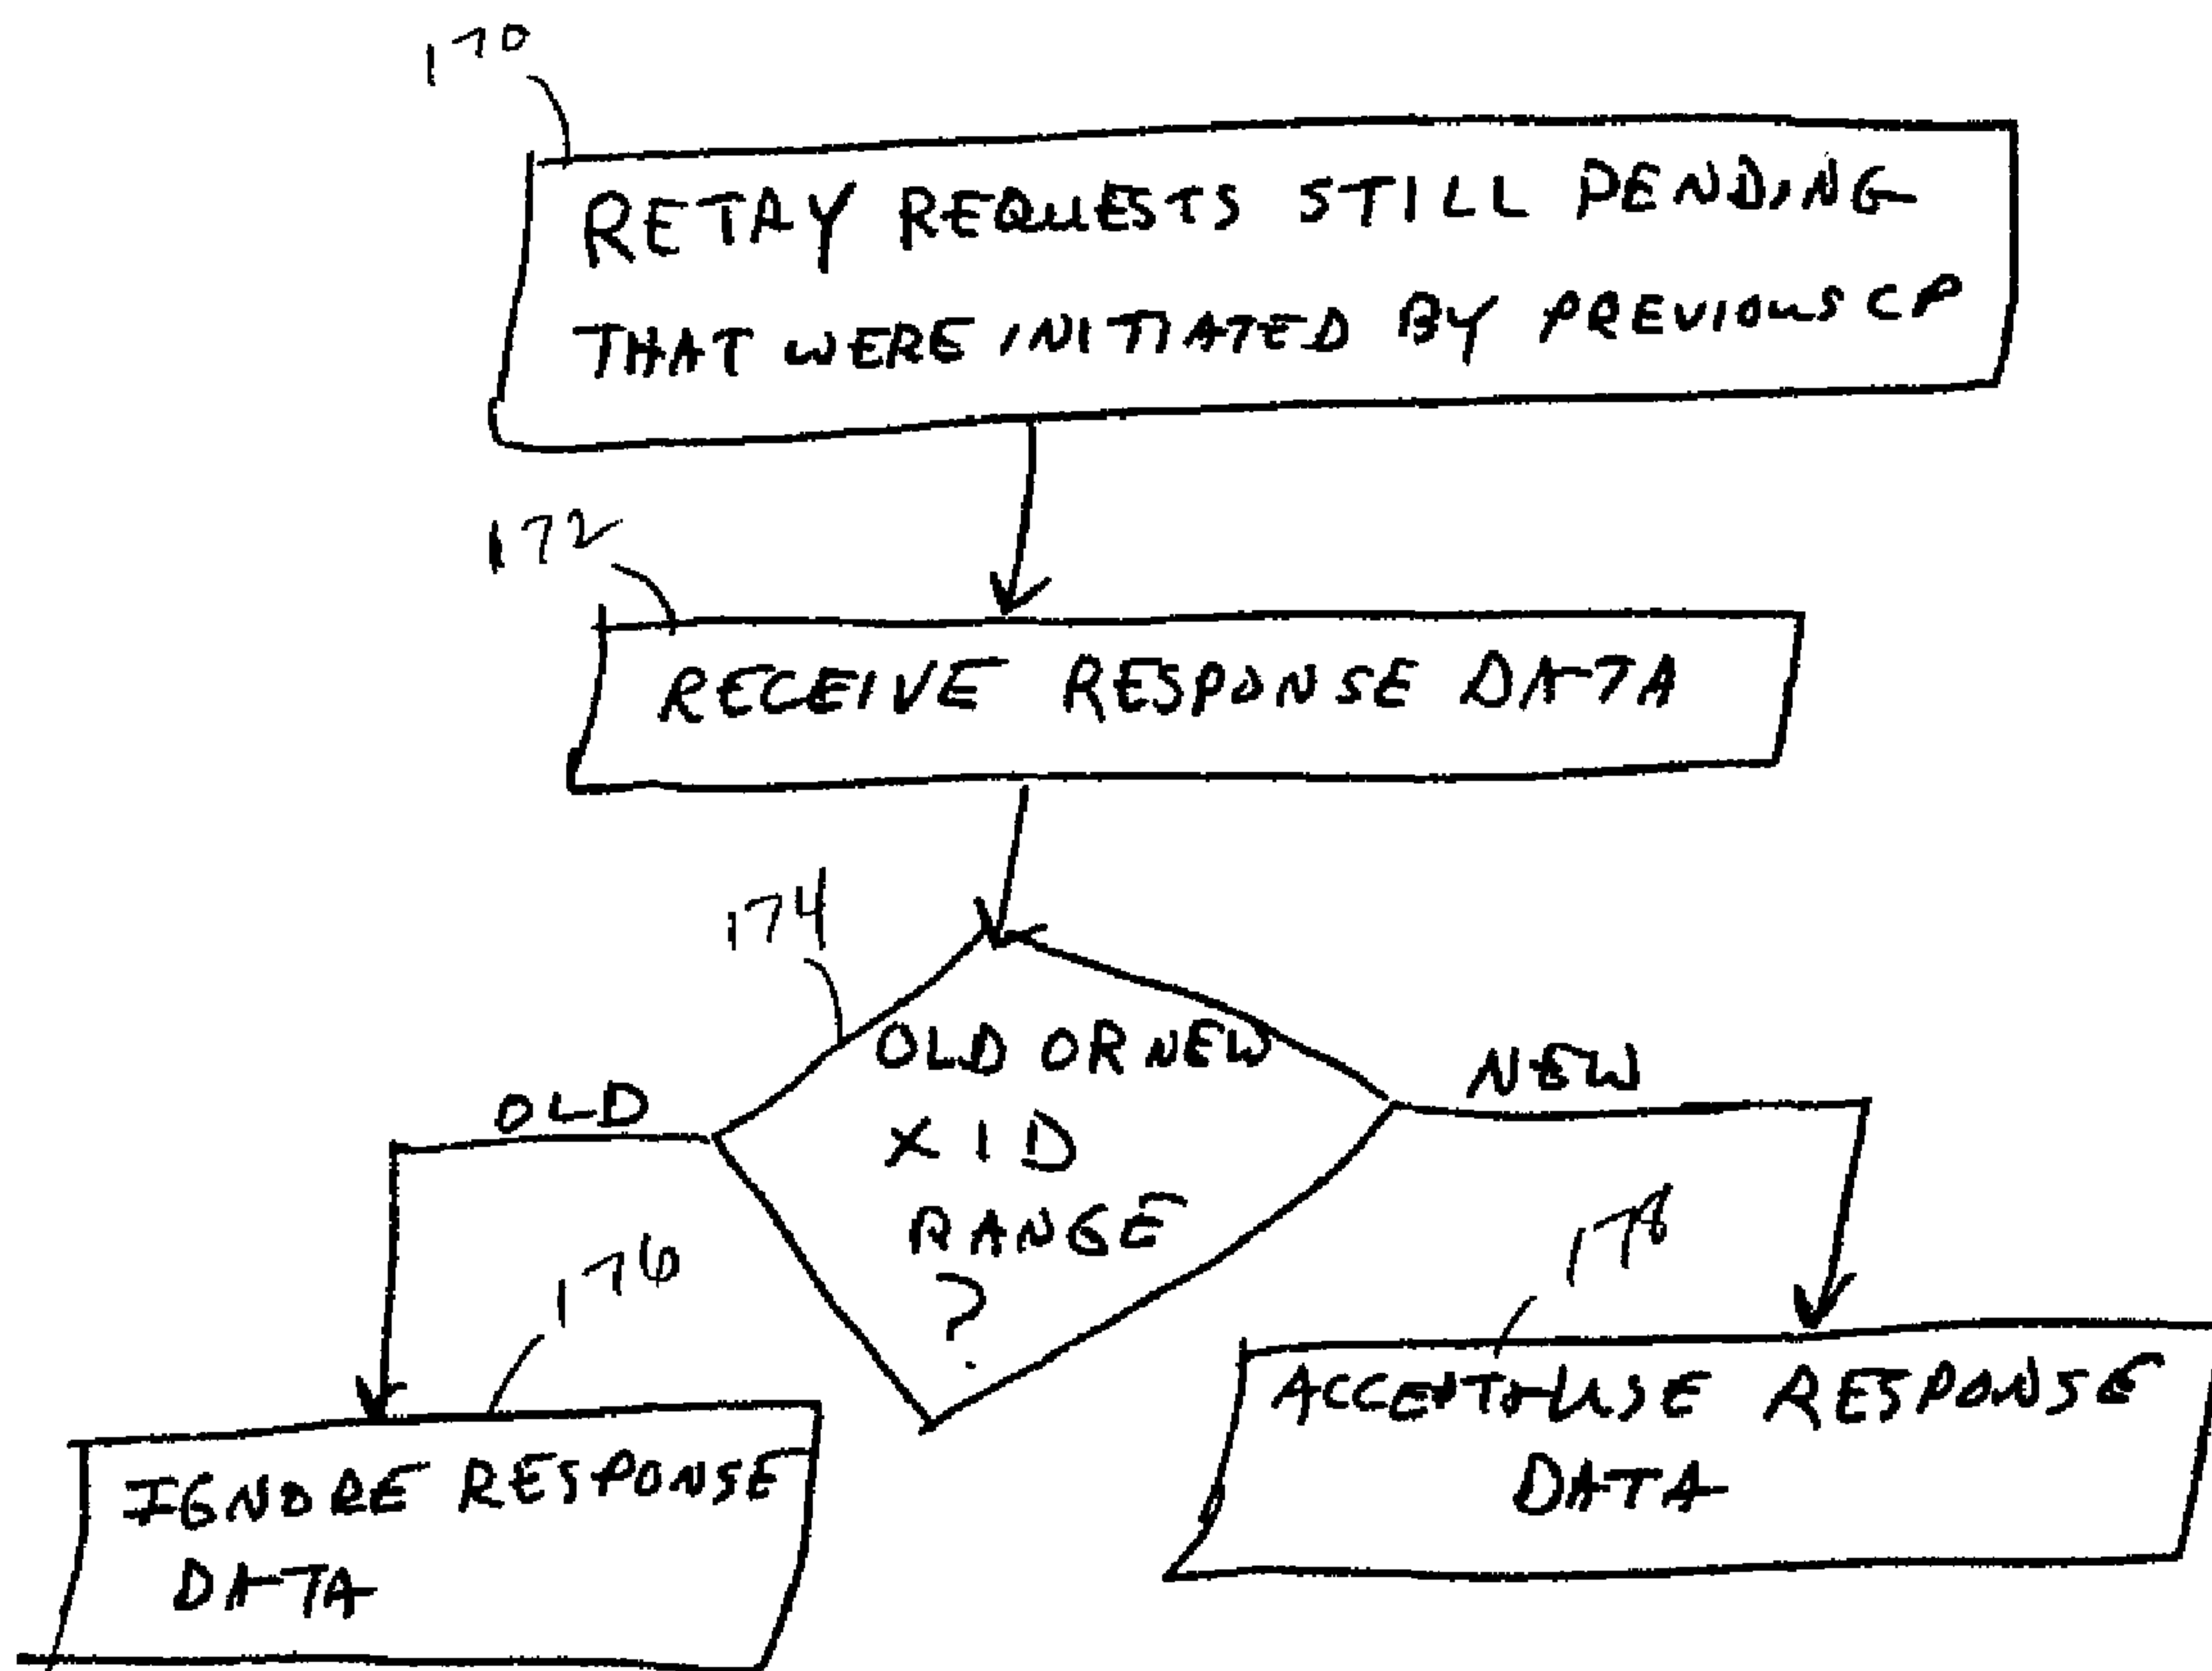 170
RETRY REQUESTS STILL PENDING
THAT WERE INITIATED BY PREVIOUS CP
172
RECEIVE RESPONSE DATA
174
OLD OR NEW
XID
RANGE
?
OLD
NEW
176
178
IGNORE RESPONSE
DATA
ACCEPT + USE RESPONSE
DATA